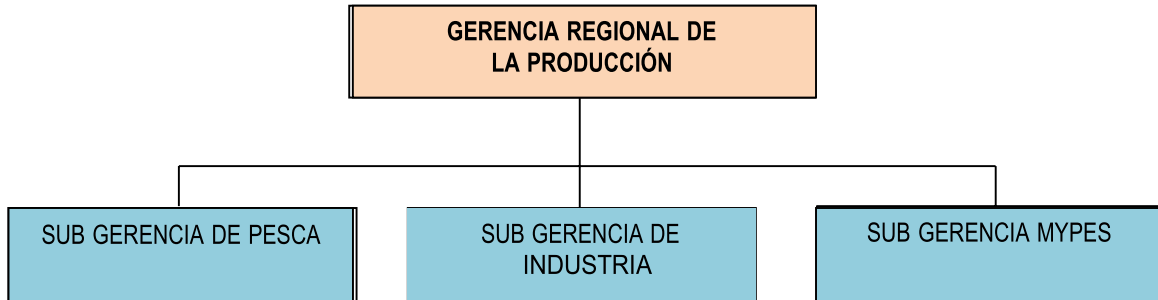 GERENCIA REGIONAL DE
LA PRODUCCIÓN
SUB GERENCIA DE PESCA
SUB GERENCIA DE
INDUSTRIA
SUB GERENCIA MYPES